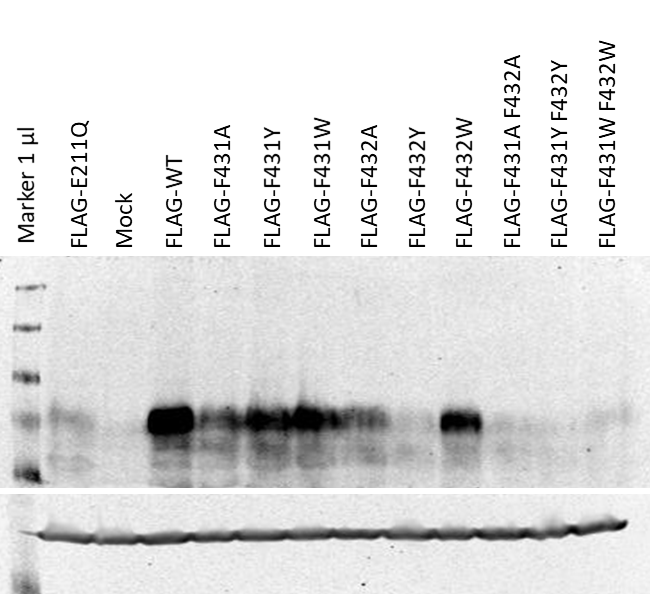 Marker 1 µl
FLAG-E211Q
Mock
FLAG-WT
FLAG-F431A
FLAG-F431Y
FLAG-F431W
FLAG-F432A
FLAG-F432Y
FLAG-F432W
FLAG-F431A F432A
FLAG-F431Y F432Y
FLAG-F431W F432W